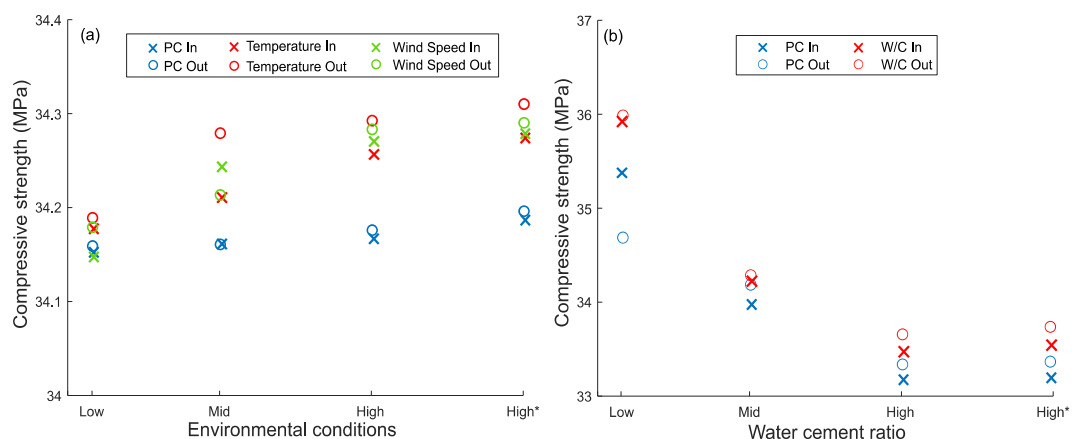 (a)
PC In
Temperature In
Wind Speed In
PC Out
Temperature Out
Wind Speed Out
34.4
34.3
34.2
34.1
34
Compressive strength (MPa)
Low
Mid
High
High*
Environmental conditions
(b)
PC In
W/C In
PC Out
W/C Out
37
36
35
34
33
Compressive strength (MPa)
Low
Mid
High
High*
Water cement ratio